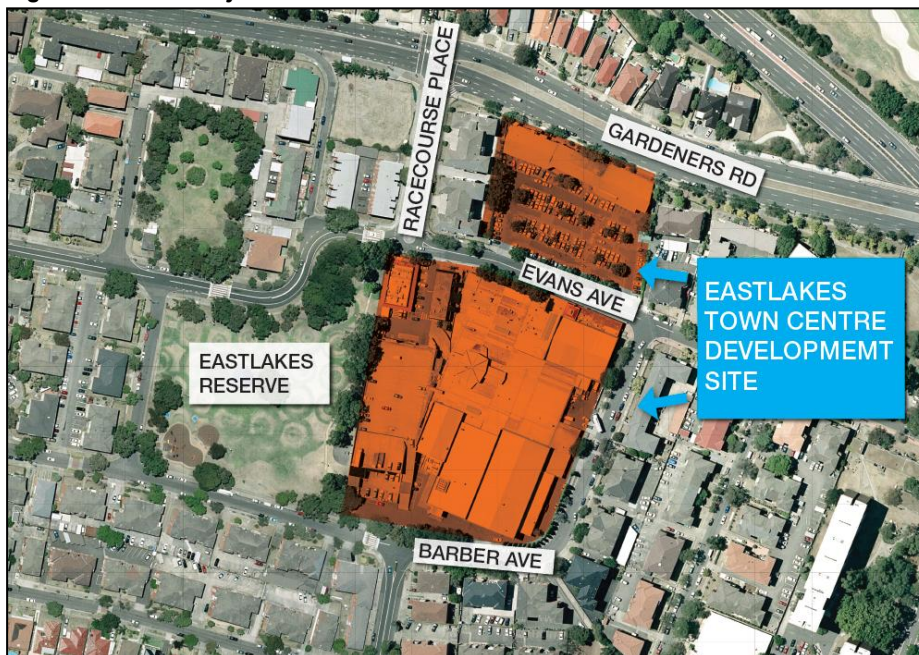 RACECOURSE PLACE
GARDENERS RD
EVANS AVE
EASTLAKES
RESERVE
EASTLAKES
TOWN CENTRE
DEVELOPMEMT
SITE
BARBER AVE